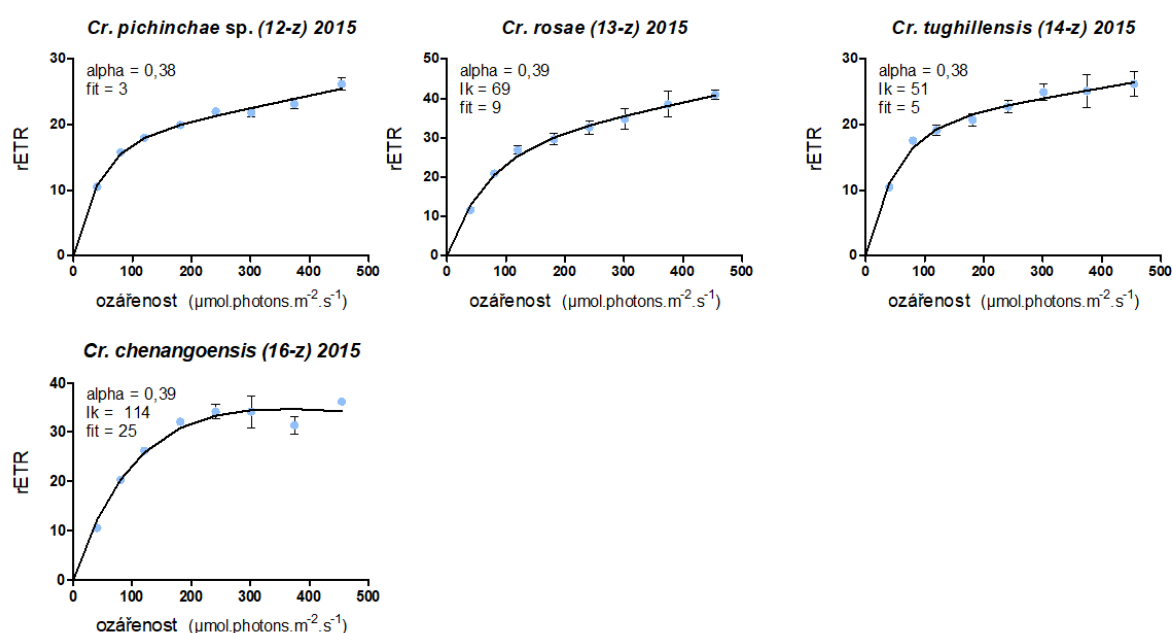 Cr. pichinchae sp. (12-z) 2015
30
20
10
0
rETR
alpha = 0,38
fit = 3
0 100 200 300 400 500
ozářenost (µmol.photons.m-2.s-1)
Cr. rosae (13-z) 2015
50
40
30
20
10
0
rETR
alpha = 0,39
Ik = 69
fit = 9
0 100 200 300 400 500
ozářenost (µmol.photons.m-2.s-1)
Cr. tughillensis (14-z) 2015
30
20
10
0
rETR
alpha = 0,38
Ik = 51
fit = 5
0 100 200 300 400 500
ozářenost (µmol.photons.m-2.s-1)
Cr. chenangoensis (16-z) 2015
40
30
20
10
0
rETR
alpha = 0,39
Ik = 114
fit = 25
0 100 200 300 400 500
ozářenost (µmol.photons.m-2.s-1)